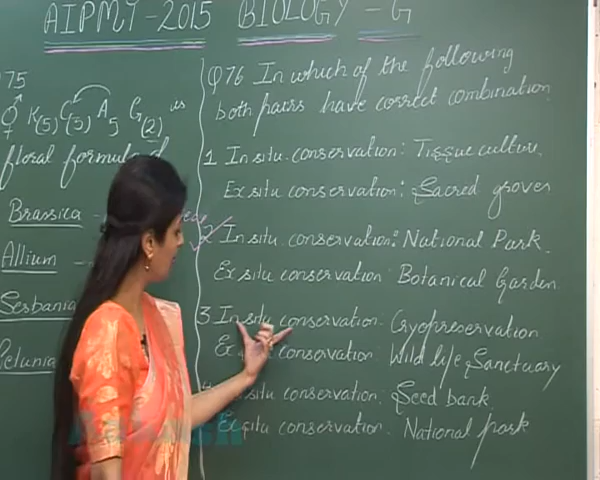 AIPMT-2015 BIOLOGY - G
75
K(5) C(5) A5 G(2) is
floral formula of
Brassica -
Allium -
Sesbania
Petunia
Q76 In which of the following
both pairs have correct combination.
1 In situ conservation: Tissue culture.
Ex situ conservation: Sacred groves
2 In situ conservation: National Park.
Ex situ conservation: Botanical Garden.
3 In situ conservation: Cryopreservation
conservation: Wild life Sanctuary
situ conservation: Seed bank
Ex situ conservation. National park
Aakash